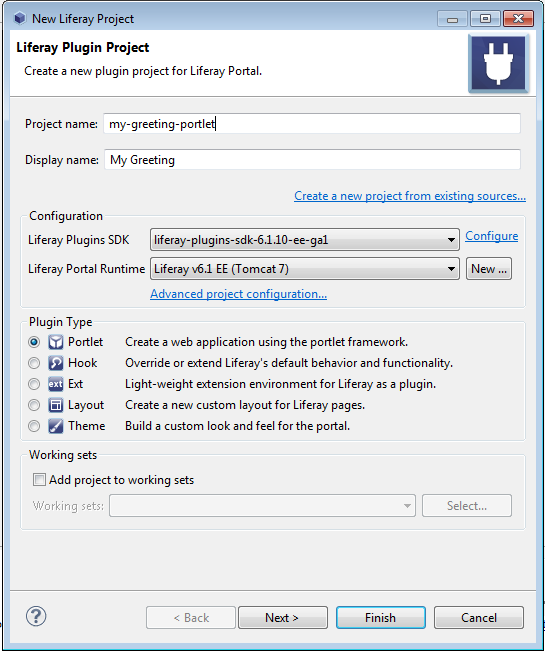 New Liferay Project
Liferay Plugin Project
Create a new plugin project for Liferay Portal.
Project name: my-greeting-portlet
Display name: My Greeting
Create a new project from existing sources...
Configuration
Liferay Plugins SDK liferay-plugins-sdk-6.1.10-ee-ga1 Configure
Liferay Portal Runtime Liferay v6.1 EE (Tomcat 7) New ...
Advanced project configuration...
Plugin Type
Portlet Create a web application using the portlet framework.
Hook Override or extend Liferay's default behavior and functionality.
ext Ext Light-weight extension environment for Liferay as a plugin.
Layout Create a new custom layout for Liferay pages.
Theme Build a custom look and feel for the portal.
Working sets
Add project to working sets
Working sets: Select...
? < Back Next > Finish Cancel